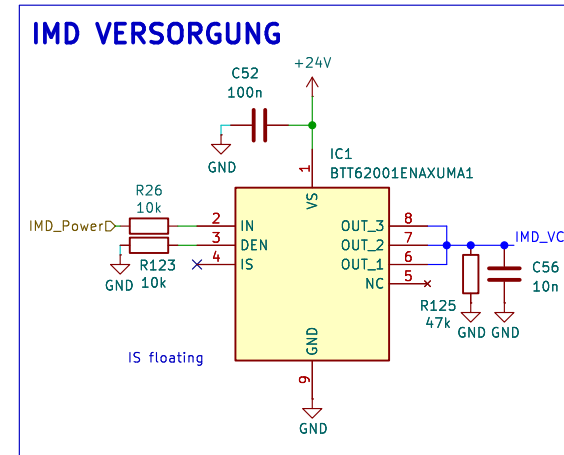 IMD VERSORGUNG
+24V
C52
100n
GND
IC1
BTT62001ENAXUMA1
1
VS
R26
10k
IMD_Power
2
IN
OUT_3
8
3
DEN
OUT_2
7
IMD_VC
4
IS
OUT_1
6
NC
5
GND
R123
10k
R125
47k
C56
10n
GND
GND
IS floating
GND
9
GND